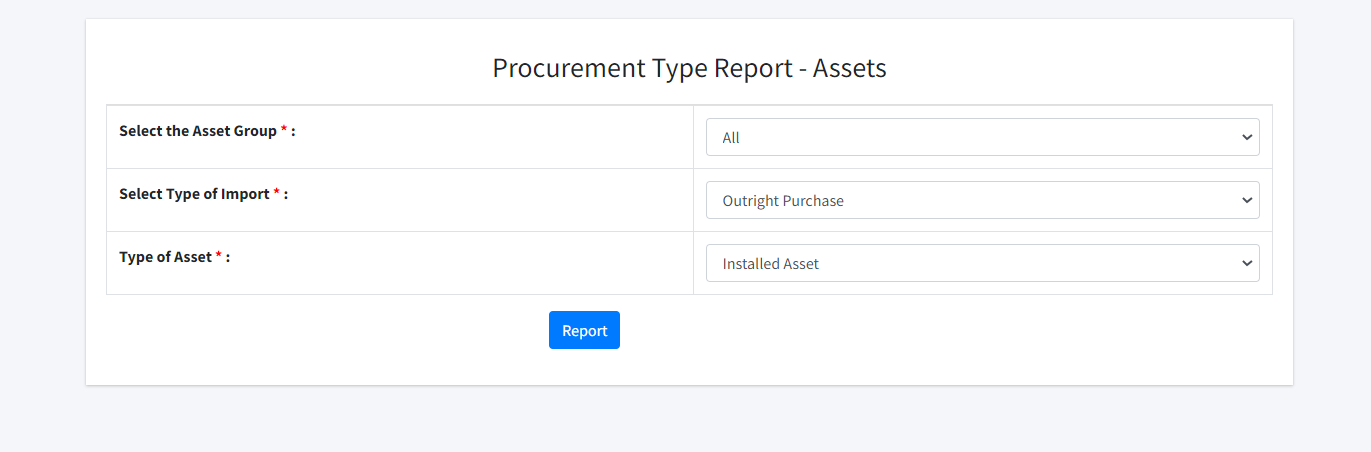 Procurement Type Report - Assets
Select the Asset Group * :
All
Select Type of Import * :
Outright Purchase
Type of Asset * :
Installed Asset
Report